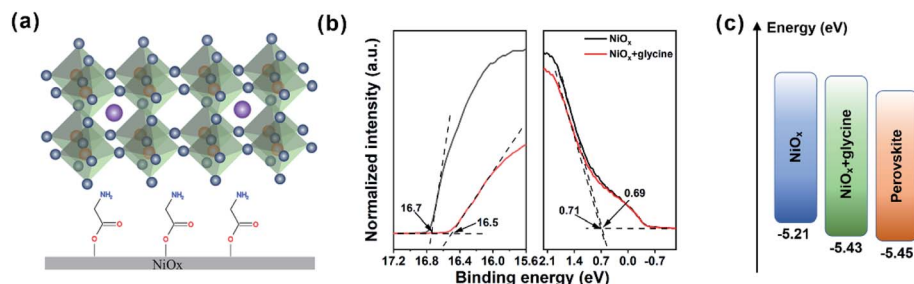 (a)
NH₂
NH₂
NH₂
O
O
O
O
O
O
NiOx
(b)
Normalized intensity (a.u.)
NiOₓ
NiOₓ+glycine
16.7
16.5
0.71
0.69
17.2 16.8 16.4 16.0 15.6 2.1 1.4 0.7 0.0 -0.7
Binding energy (eV)
(c)
Energy (eV)
NiOₓ
NiOₓ+glycine
Perovskite
-5.21
-5.43
-5.45